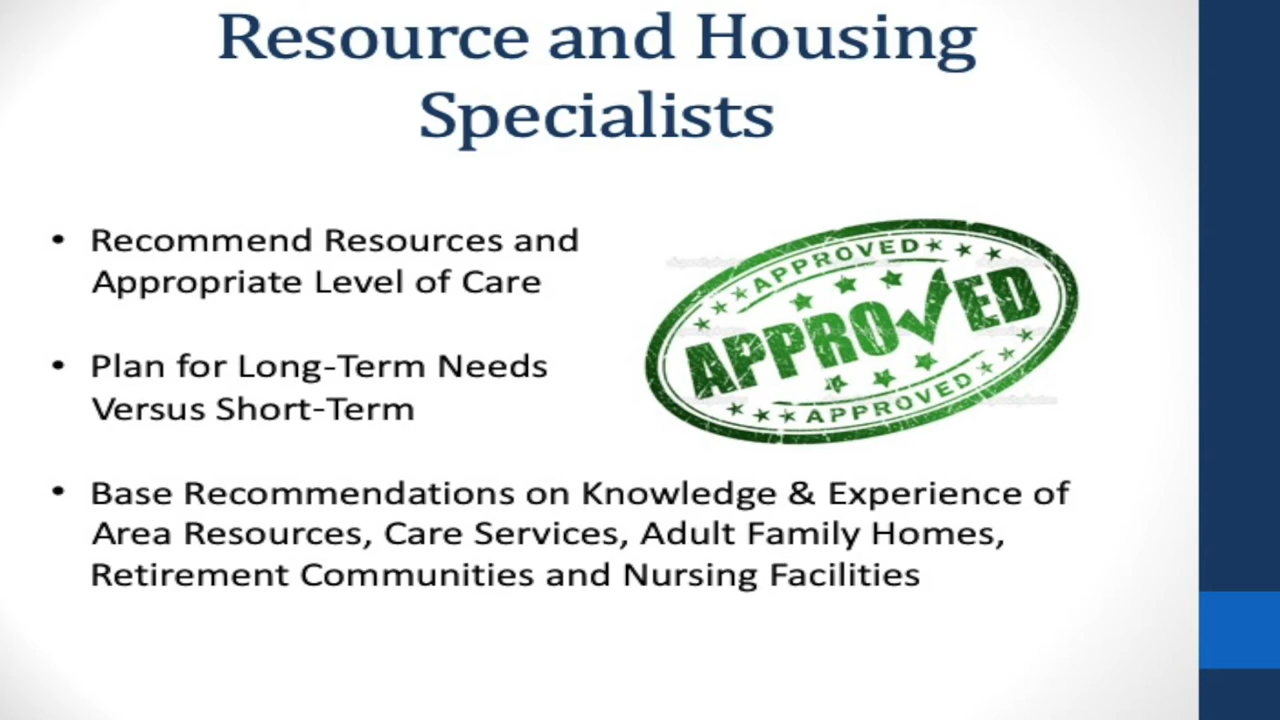 Resource and Housing
Specialists
• Recommend Resources and
Appropriate Level of Care
• Plan for Long-Term Needs
Versus Short-Term
• Base Recommendations on Knowledge & Experience of
Area Resources, Care Services, Adult Family Homes,
Retirement Communities and Nursing Facilities
APPROVED
APPROVED
APPROVED